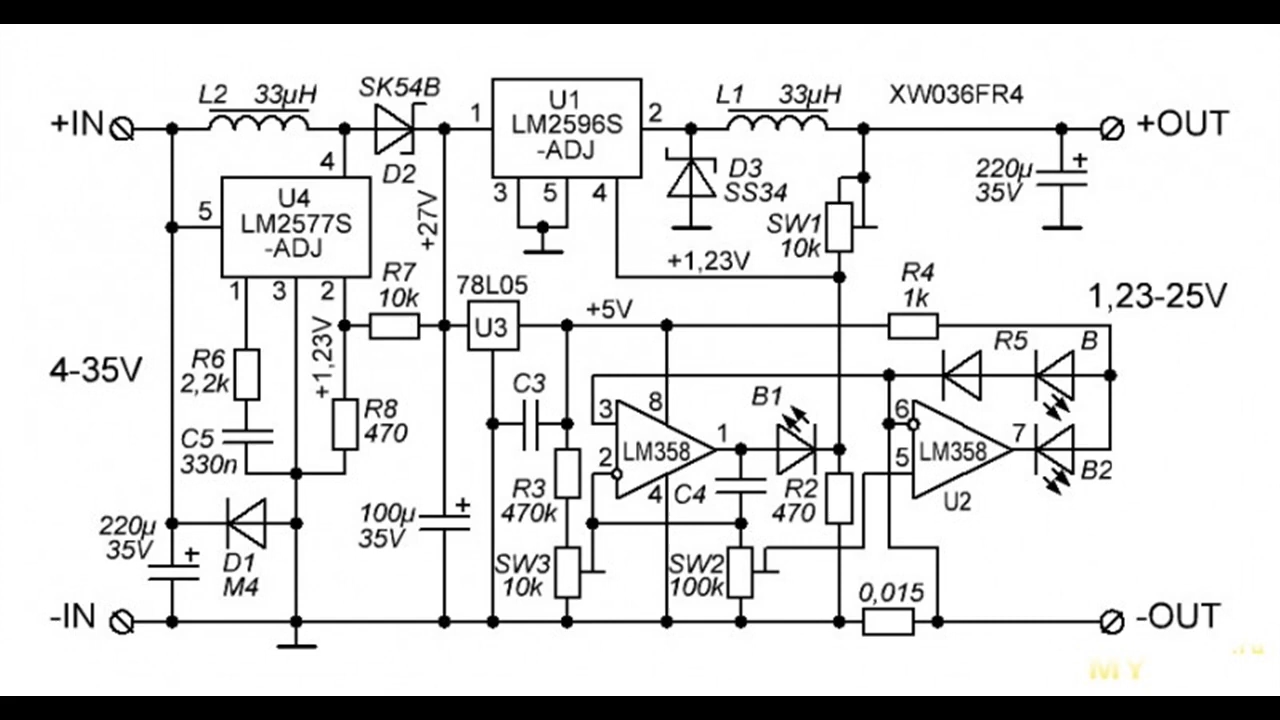 L2 33µH
SK54B
D2
+IN
4
U4
LM2577S
-ADJ
5
1 3 2
+27V
1
U1
LM2596S
-ADJ
2
3 5 4
L1 33µH
XW036FR4
+OUT
D3
SS34
220µ
35V
+
SW1
10k
+1,23V
R7
10k
78L05
U3
+5V
R4
1k
1,23-25V
4-35V
R6
2,2k
+1,23V
R8
470
C5
330n
C3
3
8
LM358
1
2
4
B1
R5
B
6
LM358
7
5
U2
B2
C4
R2
470
R3
470k
100µ
35V
+
220µ
35V
+
D1
M4
SW3
10k
SW2
100k
0,015
-IN
-OUT
.ru
MY